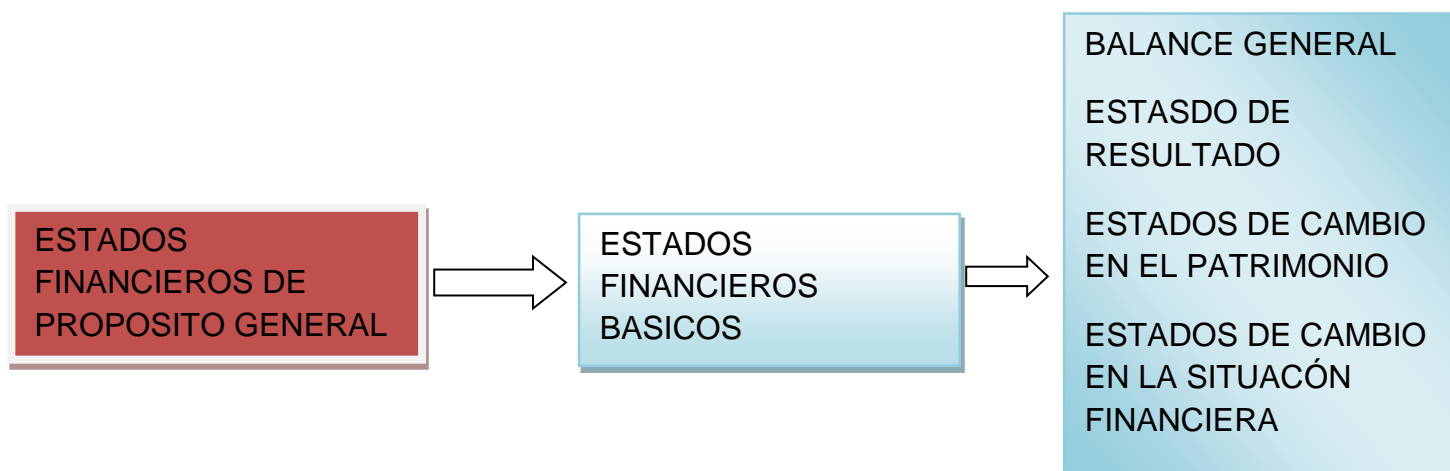 ESTADOS
FINANCIEROS DE
PROPOSITO GENERAL
ESTADOS
FINANCIEROS
BASICOS
BALANCE GENERAL
ESTASDO DE
RESULTADO
ESTADOS DE CAMBIO
EN EL PATRIMONIO
ESTADOS DE CAMBIO
EN LA SITUACÓN
FINANCIERA